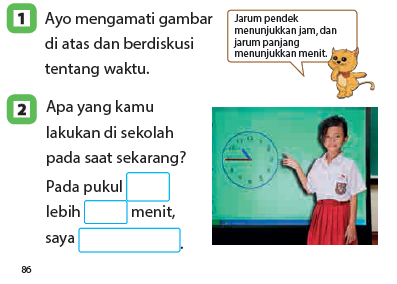 1 Ayo mengamati gambar
di atas dan berdiskusi
tentang waktu.
Jarum pendek
menunjukkan jam, dan
jarum panjang
menunjukkan menit.
2 Apa yang kamu
lakukan di sekolah
pada saat sekarang?
Pada pukul
lebih menit,
saya .
86